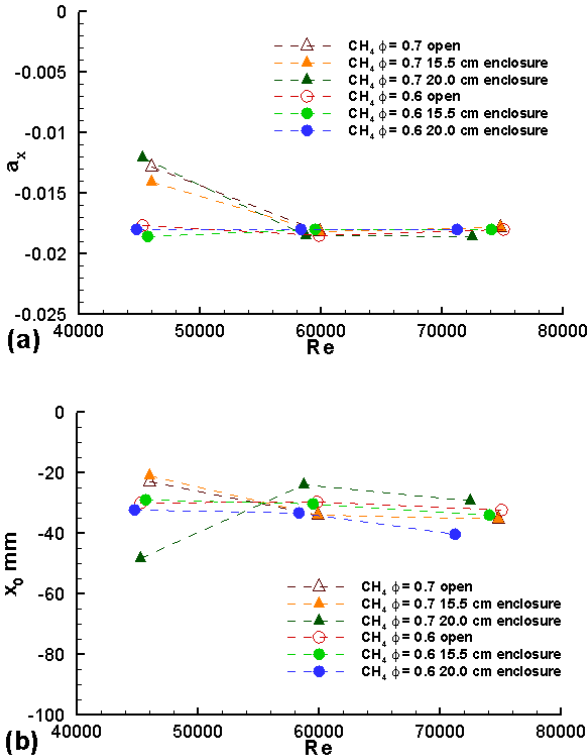 0
-0.005
-0.01
-0.015
-0.02
-0.025
aₓ
CH₄ ϕ = 0.7 open
CH₄ ϕ = 0.7 15.5 cm enclosure
CH₄ ϕ = 0.7 20.0 cm enclosure
CH₄ ϕ = 0.6 open
CH₄ ϕ = 0.6 15.5 cm enclosure
CH₄ ϕ = 0.6 20.0 cm enclosure
40000 50000 60000 70000 80000
Re
(a)
0
-20
-40
-60
-80
-100
x₀ mm
CH₄ ϕ = 0.7 open
CH₄ ϕ = 0.7 15.5 cm enclosure
CH₄ ϕ = 0.7 20.0 cm enclosure
CH₄ ϕ = 0.6 open
CH₄ ϕ = 0.6 15.5 cm enclosure
CH₄ ϕ = 0.6 20.0 cm enclosure
40000 50000 60000 70000 80000
Re
(b)